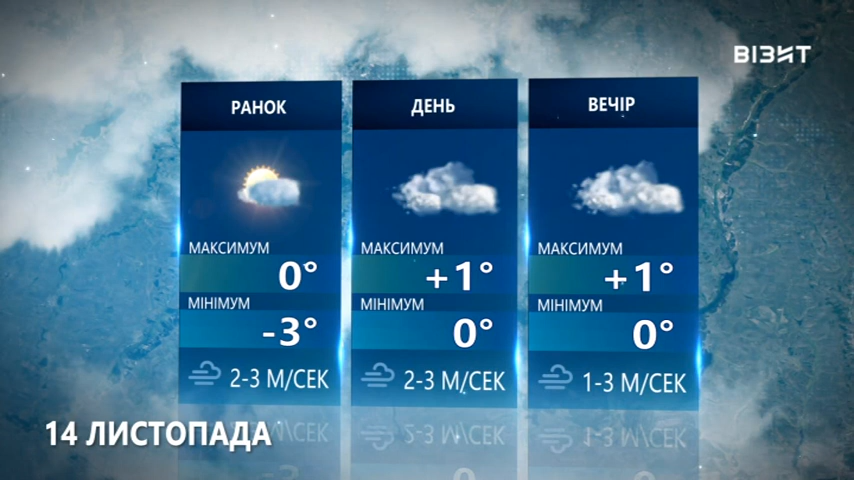 ВІЗИТ
РАНОК
МАКСИМУМ
0°
МІНІМУМ
-3°
2-3 М/СЕК
ДЕНЬ
МАКСИМУМ
+1°
МІНІМУМ
0°
2-3 М/СЕК
ВЕЧІР
МАКСИМУМ
+1°
МІНІМУМ
0°
1-3 М/СЕК
14 ЛИСТОПАДА